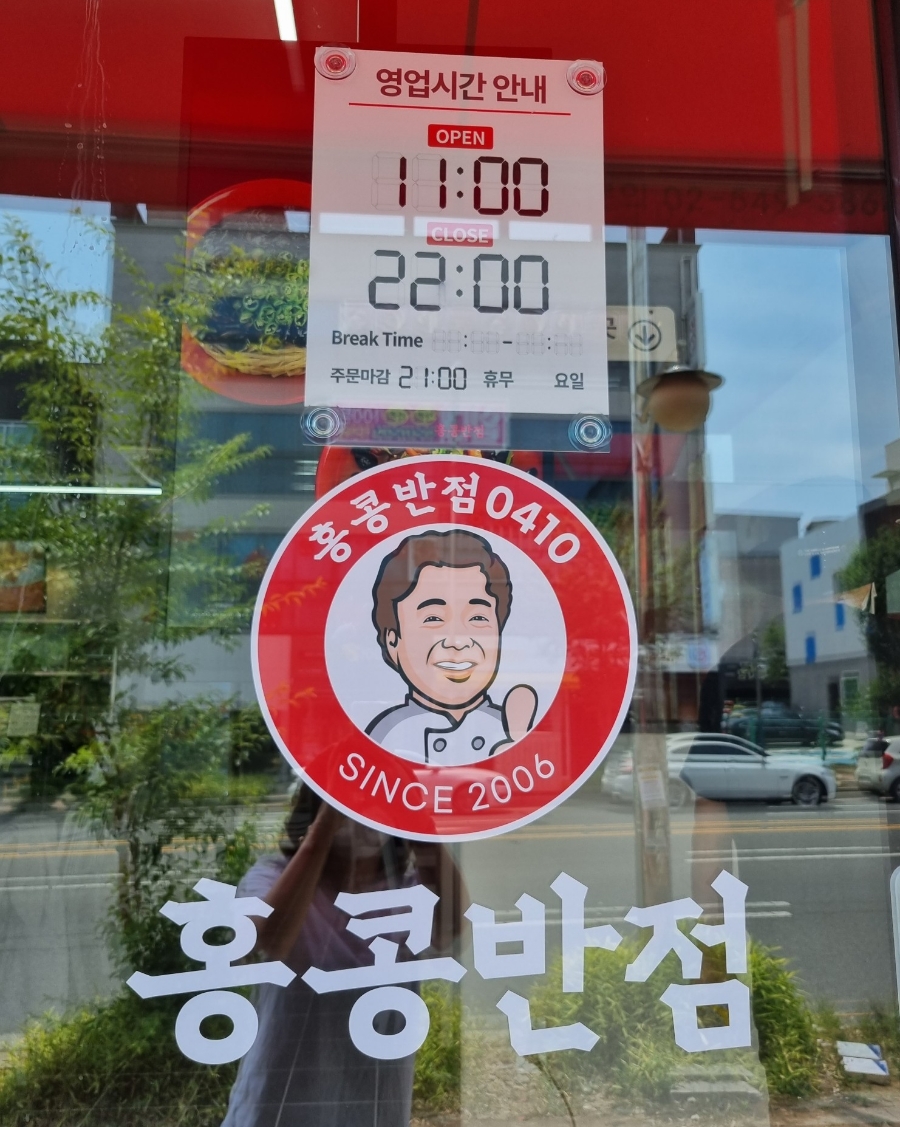 영업시간 안내
OPEN
11:00
CLOSE
22:00
Break Time : - :
주문마감 21:00 휴무 요일
홍콩반점0410
SINCE 2006
홍콩반점